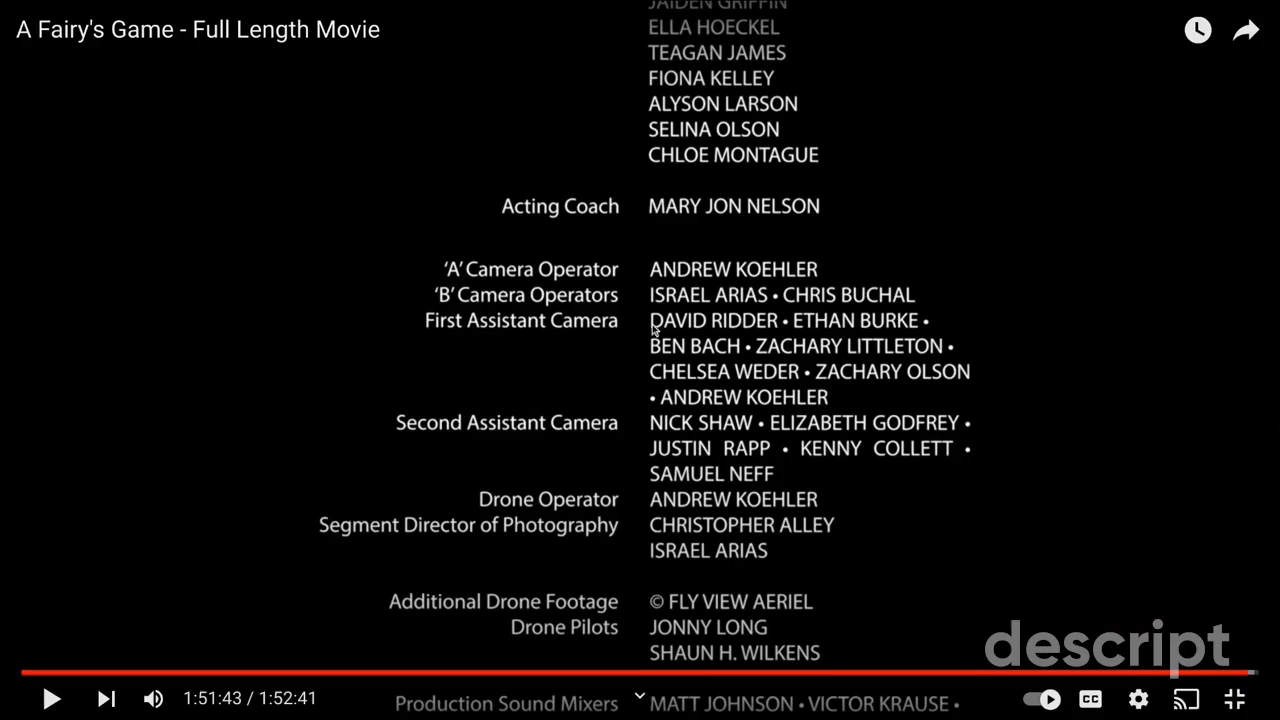 JAIDEN GRIFFIN
A Fairy's Game - Full Length Movie
ELLA HOECKEL
TEAGAN JAMES
FIONA KELLEY
ALYSON LARSON
SELINA OLSON
CHLOE MONTAGUE
Acting Coach MARY JON NELSON
‘A’ Camera Operator ANDREW KOEHLER
‘B’ Camera Operators ISRAEL ARIAS • CHRIS BUCHAL
First Assistant Camera DAVID RIDDER • ETHAN BURKE •
BEN BACH • ZACHARY LITTLETON •
CHELSEA WEDER • ZACHARY OLSON
• ANDREW KOEHLER
Second Assistant Camera NICK SHAW • ELIZABETH GODFREY •
JUSTIN RAPP • KENNY COLLETT •
SAMUEL NEFF
Drone Operator ANDREW KOEHLER
Segment Director of Photography CHRISTOPHER ALLEY
ISRAEL ARIAS
Additional Drone Footage © FLY VIEW AERIEL
Drone Pilots JONNY LONG
SHAUN H. WILKENS
descript
1:51:43 / 1:52:41
CC
Production Sound Mixers MATT JOHNSON • VICTOR KRAUSE •